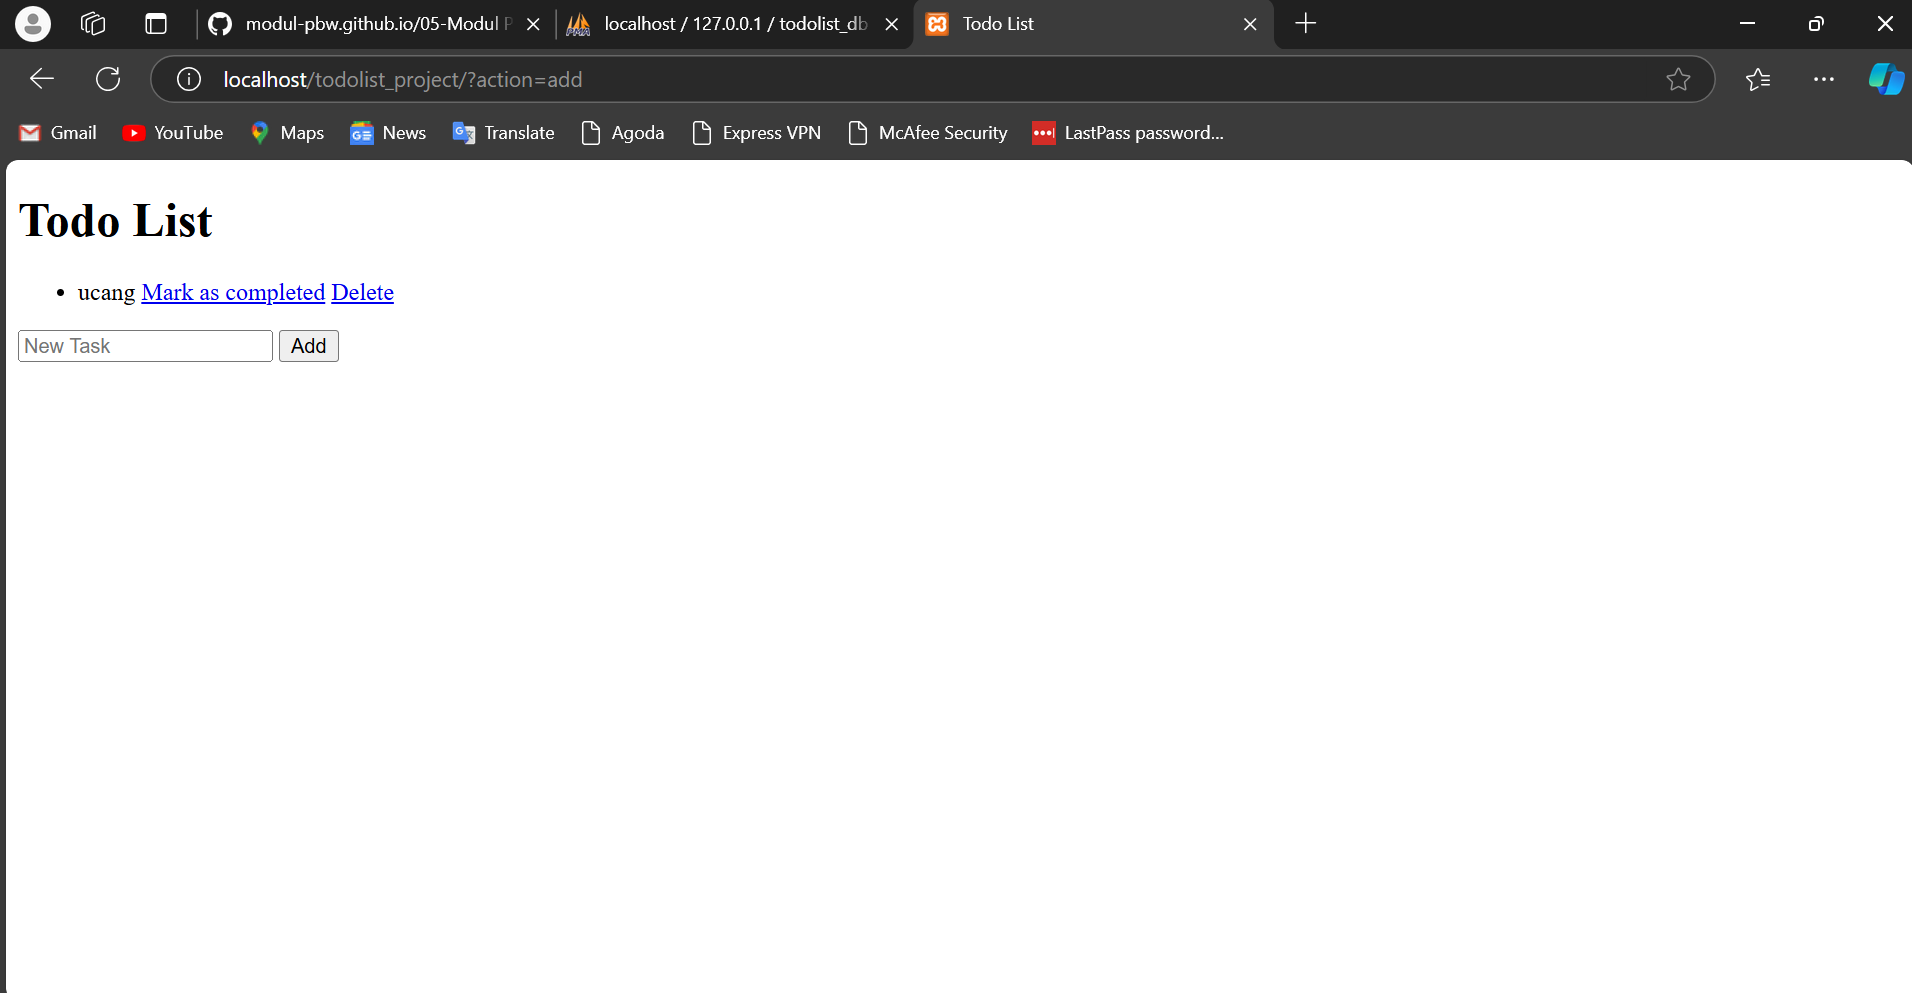 modul-pbw.github.io/05-Modul P
localhost / 127.0.0.1 / todolist_db
Todo List
localhost/todolist_project/?action=add
Gmail
YouTube
Maps
News
Translate
Agoda
Express VPN
McAfee Security
LastPass password...
Todo List
ucang Mark as completed Delete
New Task
Add